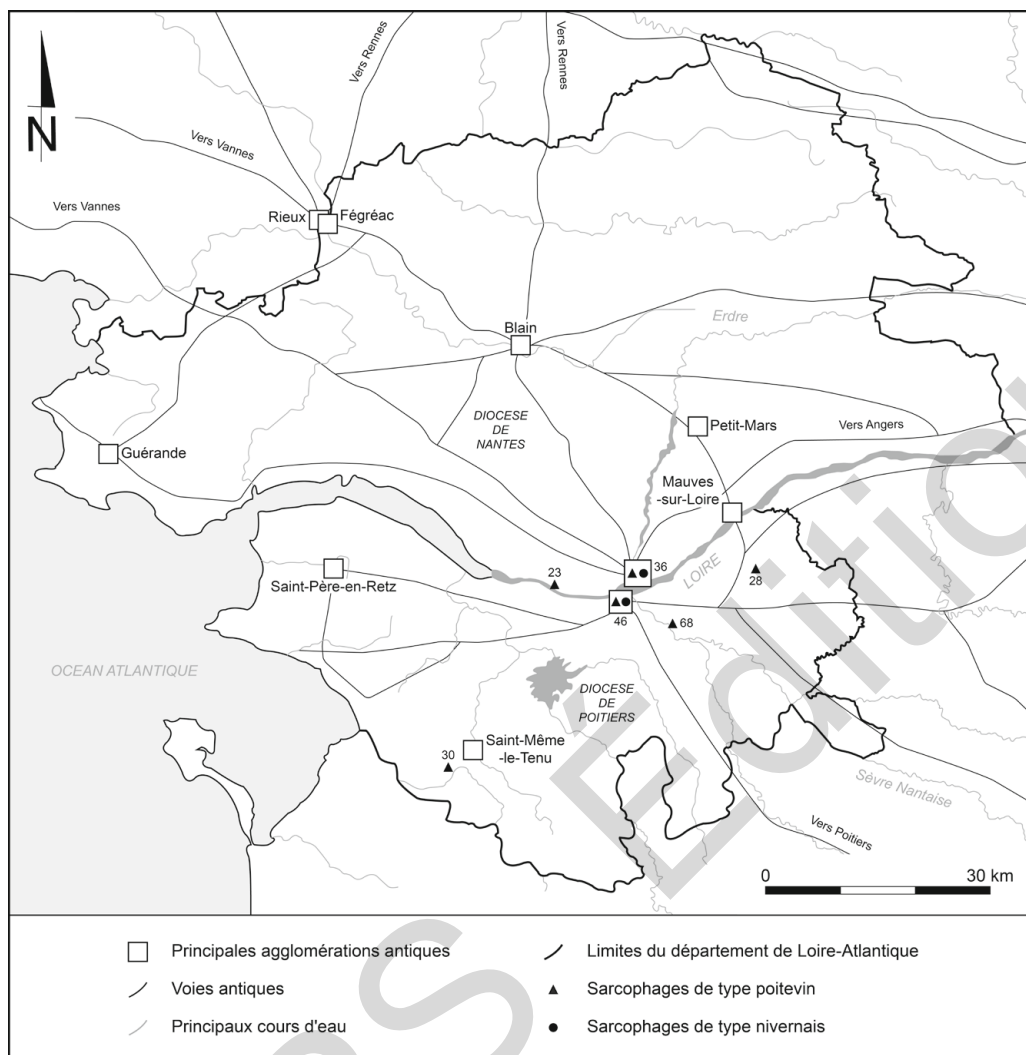 Vers Rennes
Vers Rennes
N
Vers Vannes
Vers Vannes
Rieux
Fégréac
Blain
Erdre
DIOCESE
DE
NANTES
Petit-Mars
Vers Angers
Guérande
Mauves
-sur-Loire
36
LOIRE
23
28
Saint-Père-en-Retz
46
68
OCEAN ATLANTIQUE
DIOCESE
DE
POITIERS
Saint-Même
-le-Tenu
30
Sèvre Nantaise
Vers Poitiers
0 30 km
Principales agglomérations antiques
Voies antiques
Principaux cours d'eau
Limites du département de Loire-Atlantique
Sarcophages de type poitevin
Sarcophages de type nivernais